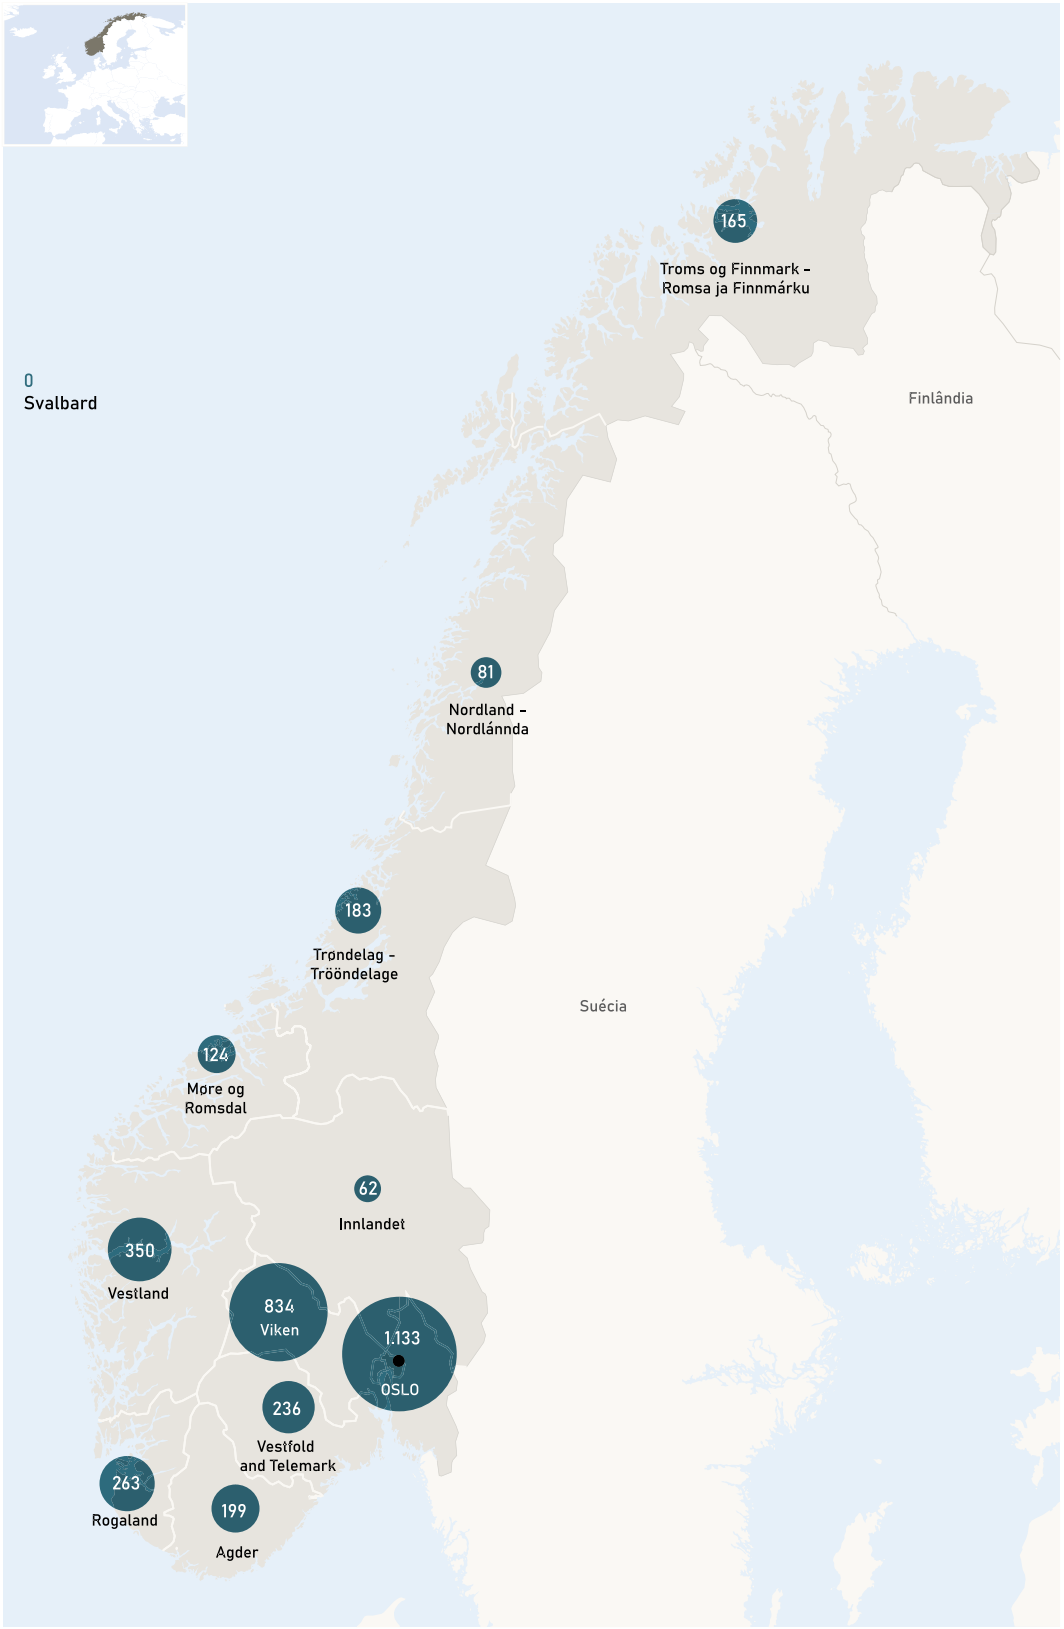 165
Troms og Finnmark -
Romsa ja Finnmárku
0
Svalbard
Finlândia
81
Nordland -
Nordlánnda
183
Trøndelag -
Trööndelage
Suécia
124
Møre og
Romsdal
62
Innlandet
350
Vestland
834
Viken
1.133
OSLO
236
Vestfold
and Telemark
263
Rogaland
199
Agder